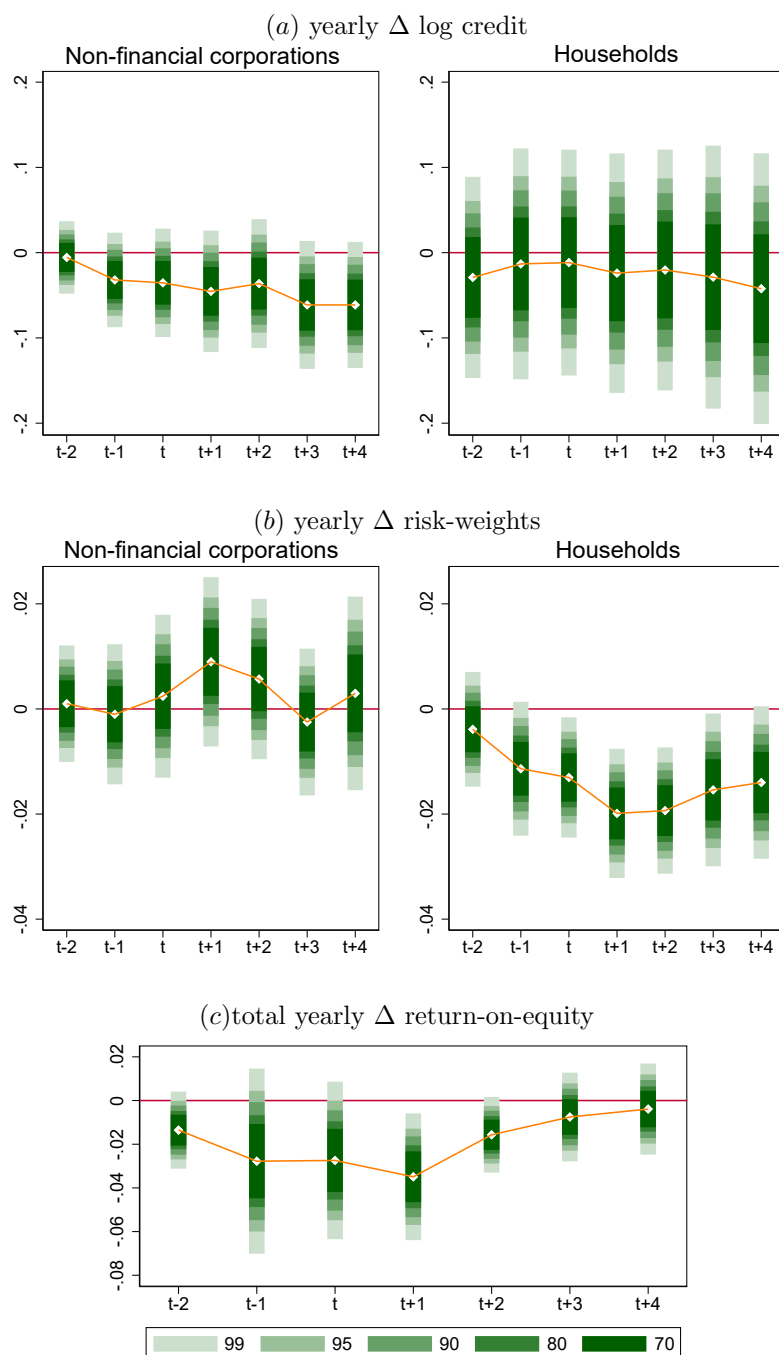 (a) yearly Δ log credit
Non-financial corporations Households
.2 .2
.1 .1
0 0
-.1 -.1
-.2 -.2
t-2 t-1 t t+1 t+2 t+3 t+4 t-2 t-1 t t+1 t+2 t+3 t+4
(b) yearly Δ risk-weights
Non-financial corporations Households
.02 .02
0 0
-.02 -.02
-.04 -.04
t-2 t-1 t t+1 t+2 t+3 t+4 t-2 t-1 t t+1 t+2 t+3 t+4
(c)total yearly Δ return-on-equity
.02
0
-.02
-.04
-.06
-.08
t-2 t-1 t t+1 t+2 t+3 t+4
99 95 90 80 70